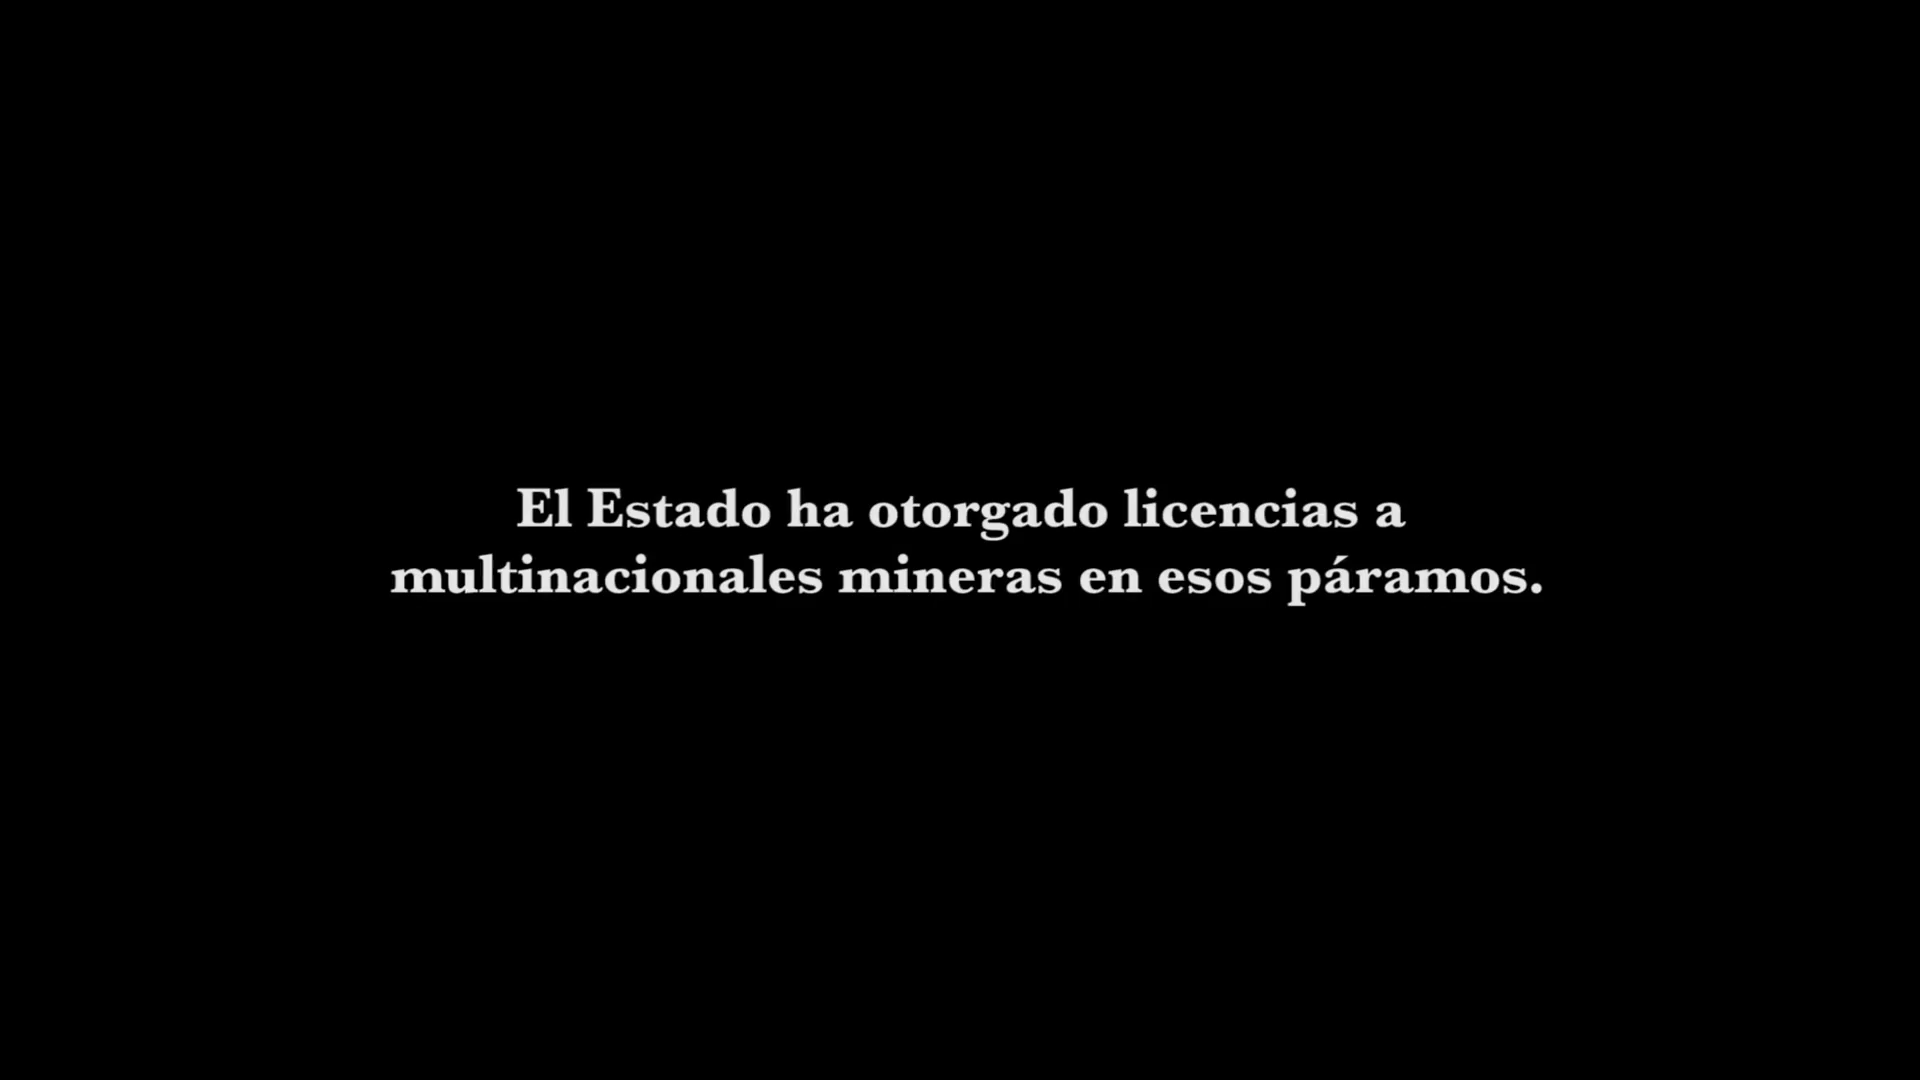 El Estado ha otorgado licencias a
multinacionales mineras en esos páramos.